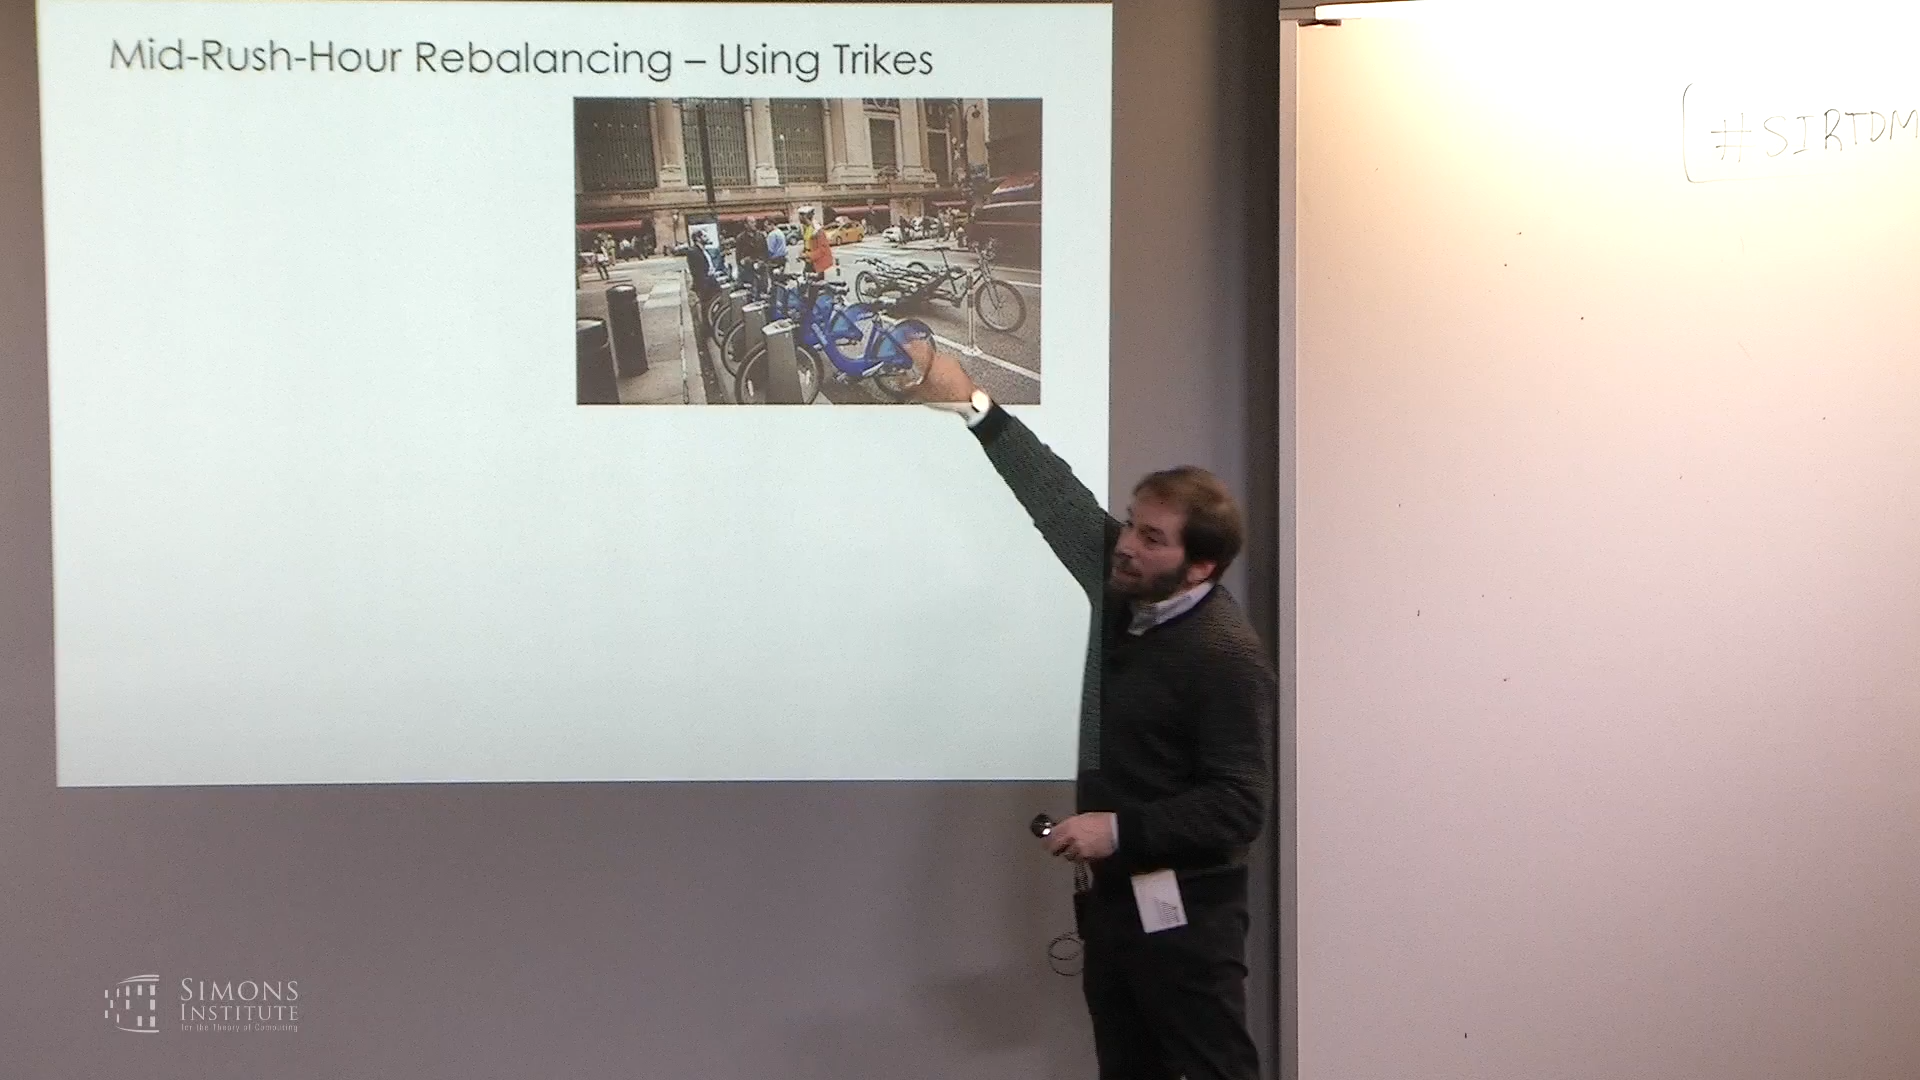 Mid-Rush-Hour Rebalancing – Using Trikes
#SIRTDM
SIMONS
INSTITUTE
for the Theory of Computing